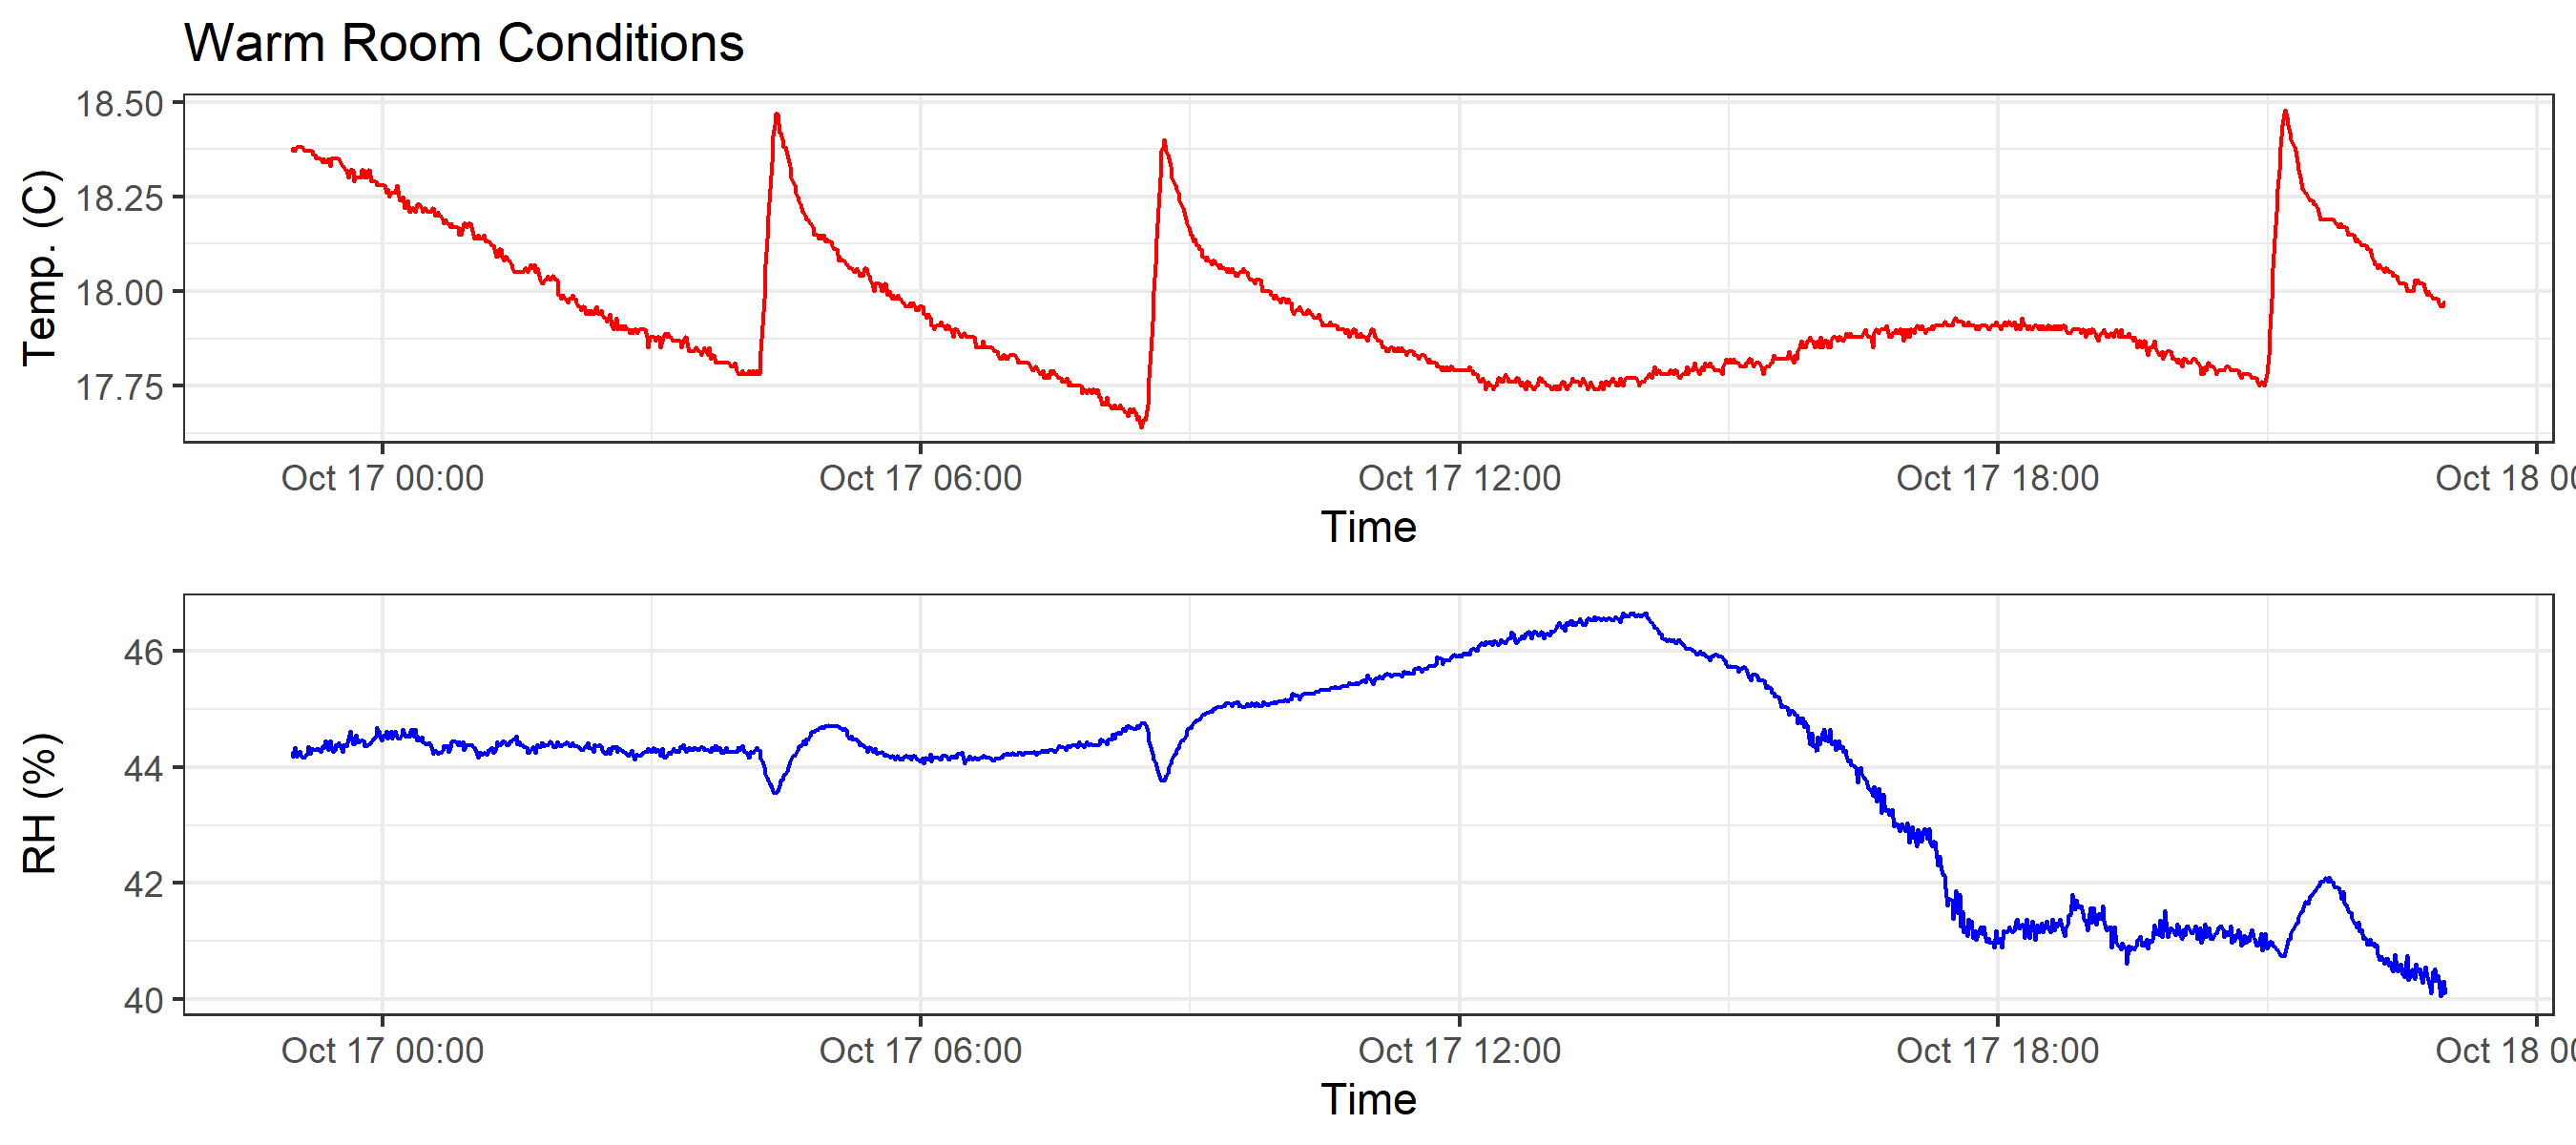 Warm Room Conditions
18.50
18.25
18.00
17.75
Temp. (C)
Oct 17 00:00 Oct 17 06:00 Oct 17 12:00 Oct 17 18:00 Oct 18 00
Time
46
44
42
40
RH (%)
Oct 17 00:00 Oct 17 06:00 Oct 17 12:00 Oct 17 18:00 Oct 18 00
Time